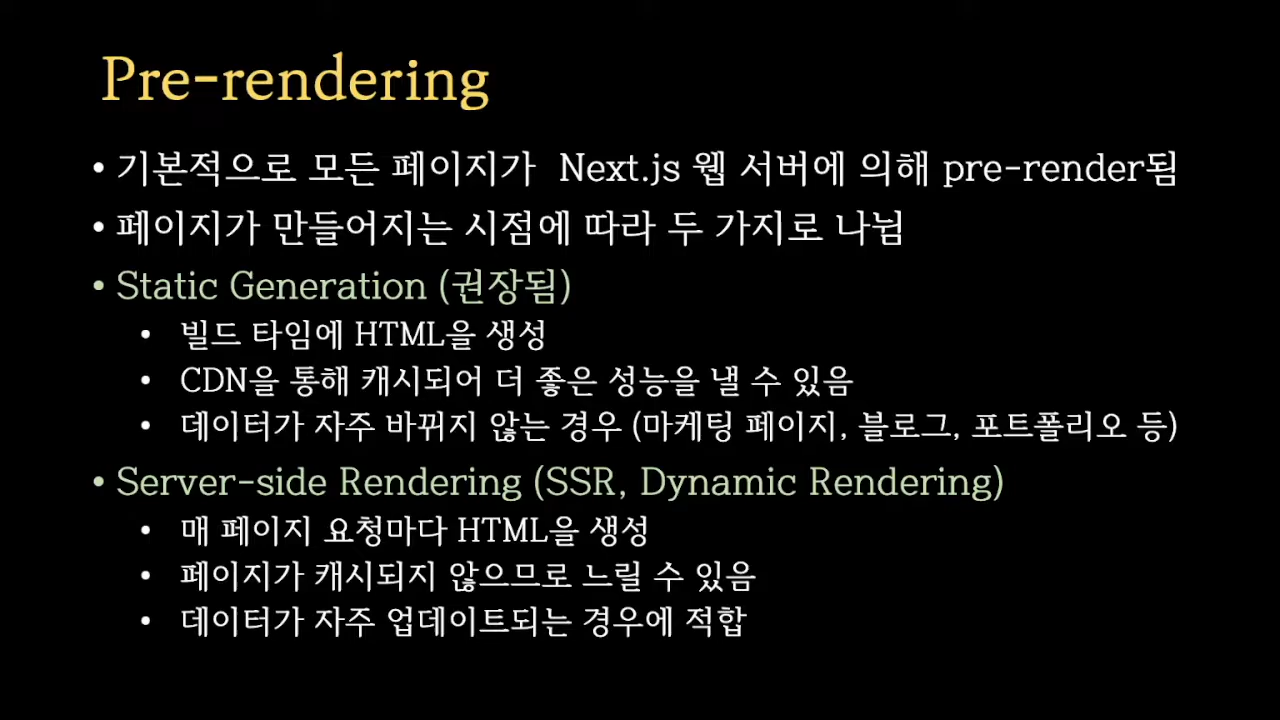 Pre-rendering
• 기본적으로 모든 페이지가 Next.js 웹 서버에 의해 pre-render됨
• 페이지가 만들어지는 시점에 따라 두 가지로 나뉨
• Static Generation (권장됨)
• 빌드 타임에 HTML을 생성
• CDN을 통해 캐시되어 더 좋은 성능을 낼 수 있음
• 데이터가 자주 바뀌지 않는 경우 (마케팅 페이지, 블로그, 포트폴리오 등)
• Server-side Rendering (SSR, Dynamic Rendering)
• 매 페이지 요청마다 HTML을 생성
• 페이지가 캐시되지 않으므로 느릴 수 있음
• 데이터가 자주 업데이트되는 경우에 적합